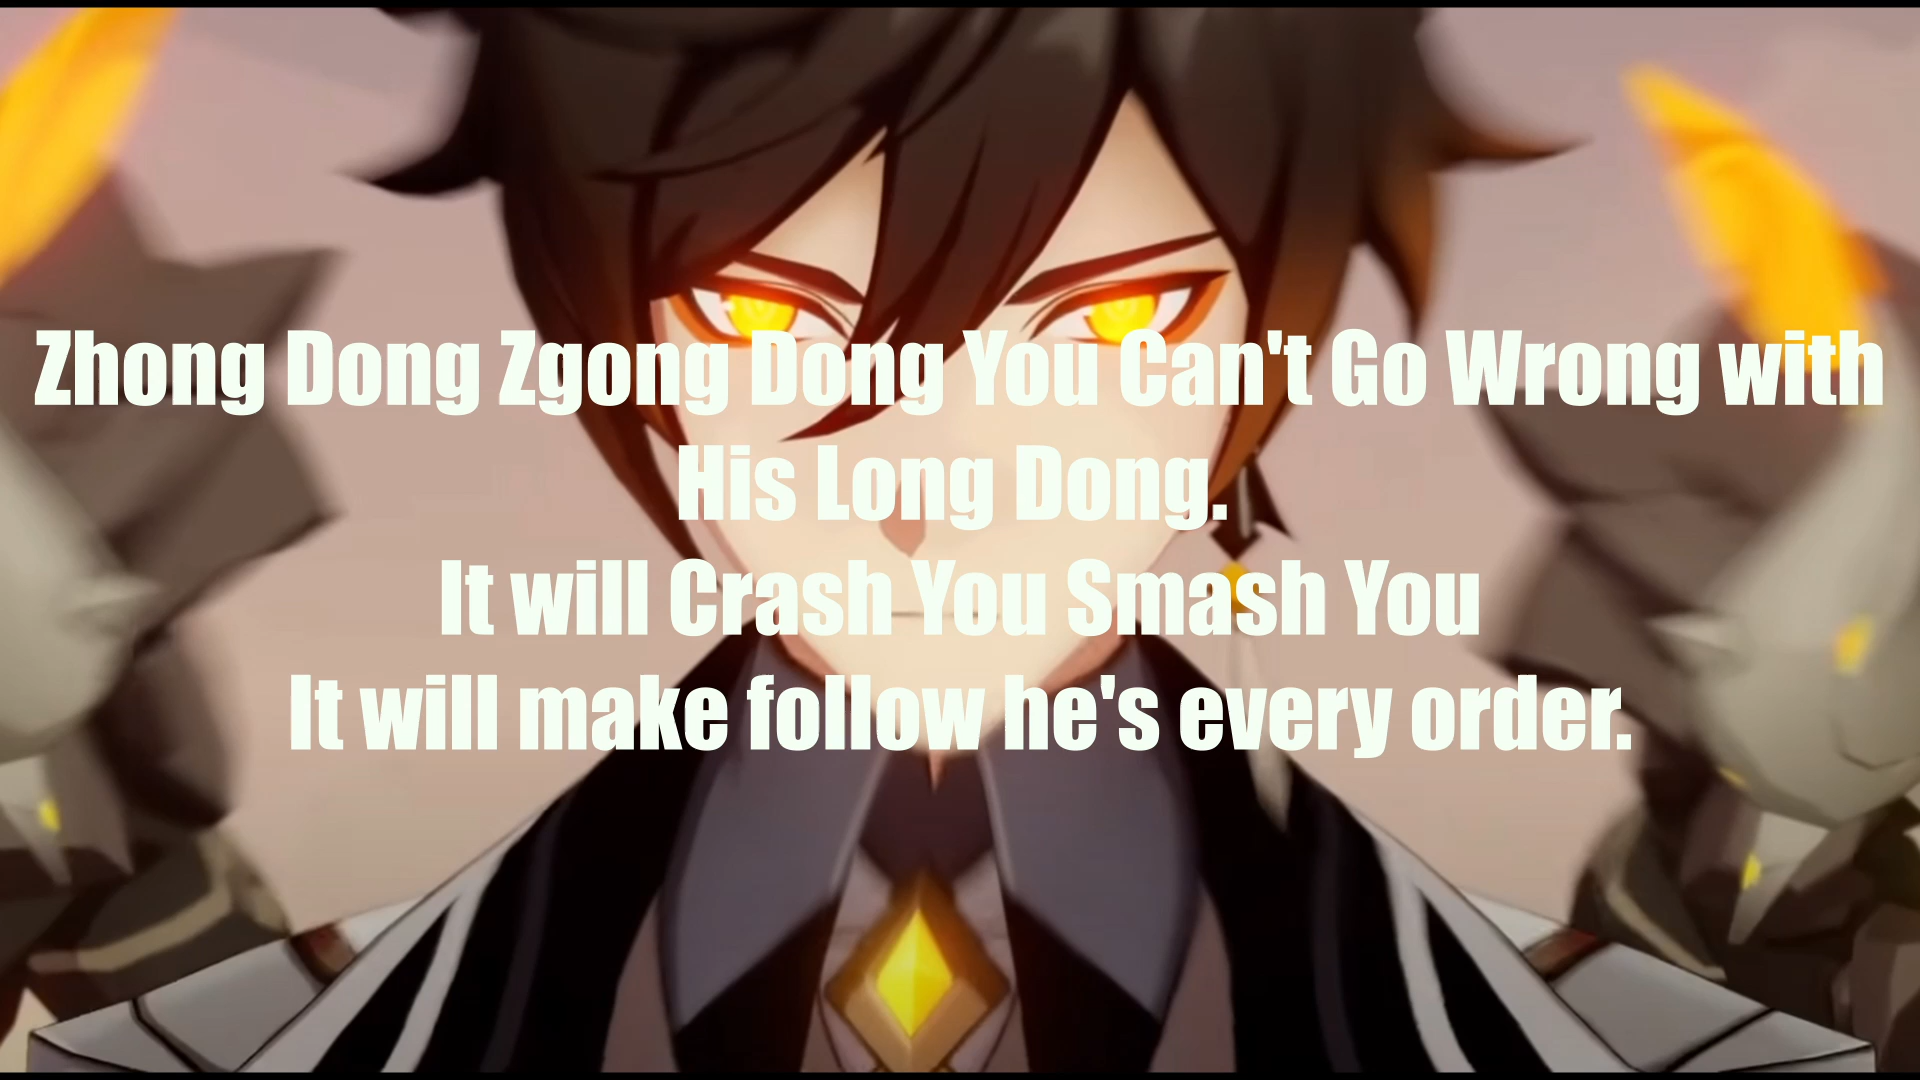 Zhong Dong Zgong Dong You Can't Go Wrong with
His Long Dong.
It will Crash You Smash You
It will make follow he's every order.